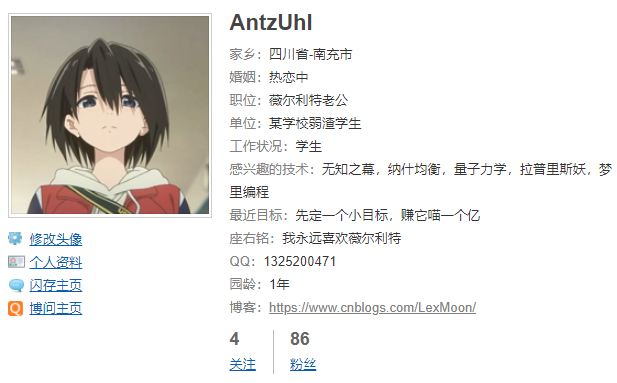 AntzUhl
家乡：四川省-南充市
婚姻：热恋中
职位：薇尔利特老公
单位：某学校弱渣学生
工作状况：学生
感兴趣的技术：无知之幕，纳什均衡，量子力学，拉普里斯妖，梦
里编程
最近目标：先定一个小目标，赚它喵一个亿
座右铭：我永远喜欢薇尔利特
QQ：1325200471
园龄：1年
博客：https://www.cnblogs.com/LexMoon/
4 86
关注 粉丝
修改头像
个人资料
闪存主页
博问主页